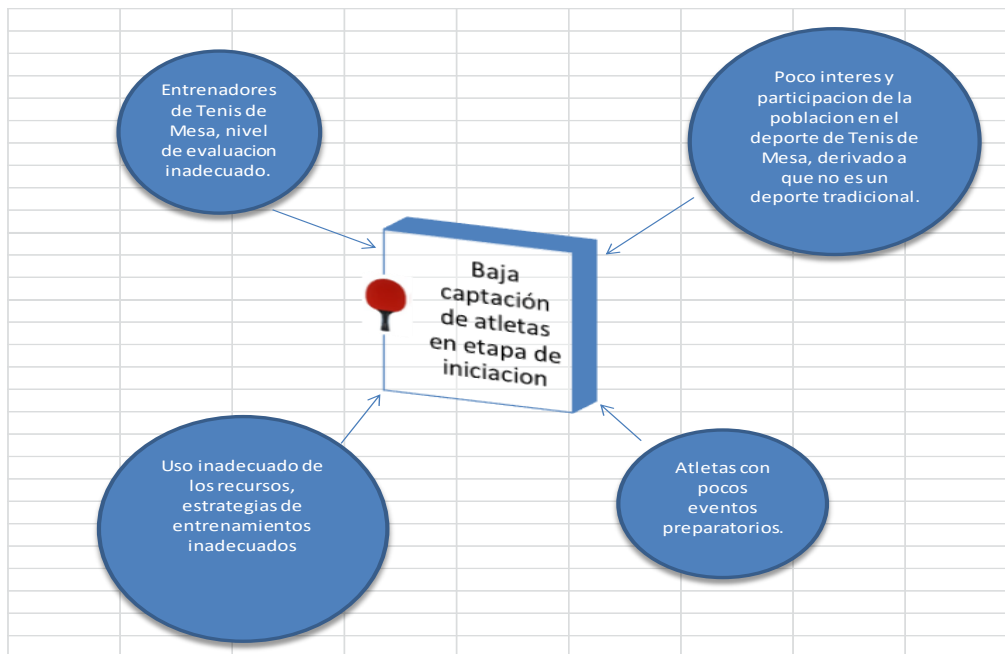 Entrenadores
de Tenis de
Mesa, nivel
de evaluacion
inadecuado.
Poco interes y
participacion de la
poblacion en el
deporte de Tenis de
Mesa, derivado a
que no es un
deporte tradicional.
Baja
captación
de atletas
en etapa de
iniciacion
Uso inadecuado de
los recursos,
estrategias de
entrenamientos
inadecuados
Atletas con
pocos
eventos
preparatorios.